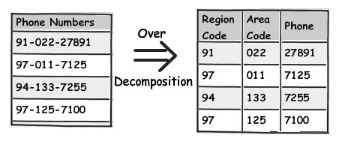 Phone Numbers
91-022-27891
97-011-7125
94-133-7255
97-125-7100
Over
Decomposition
Region Code
Area Code
Phone
91 022 27891
97 011 7125
94 133 7255
97 125 7100